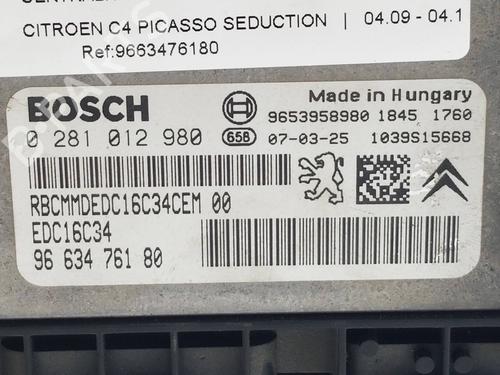 CITROEN C4 PICASSO SEDUCTION | 04.09 - 04.1
Ref:9663476180
BOSCH
Made in Hungary
9653958980 1845 1760
0 281 012 980 658 07-03-25 1039S15668
RBCMMDEDC16C34CEM 00
EDC16C34
96 634 761 80